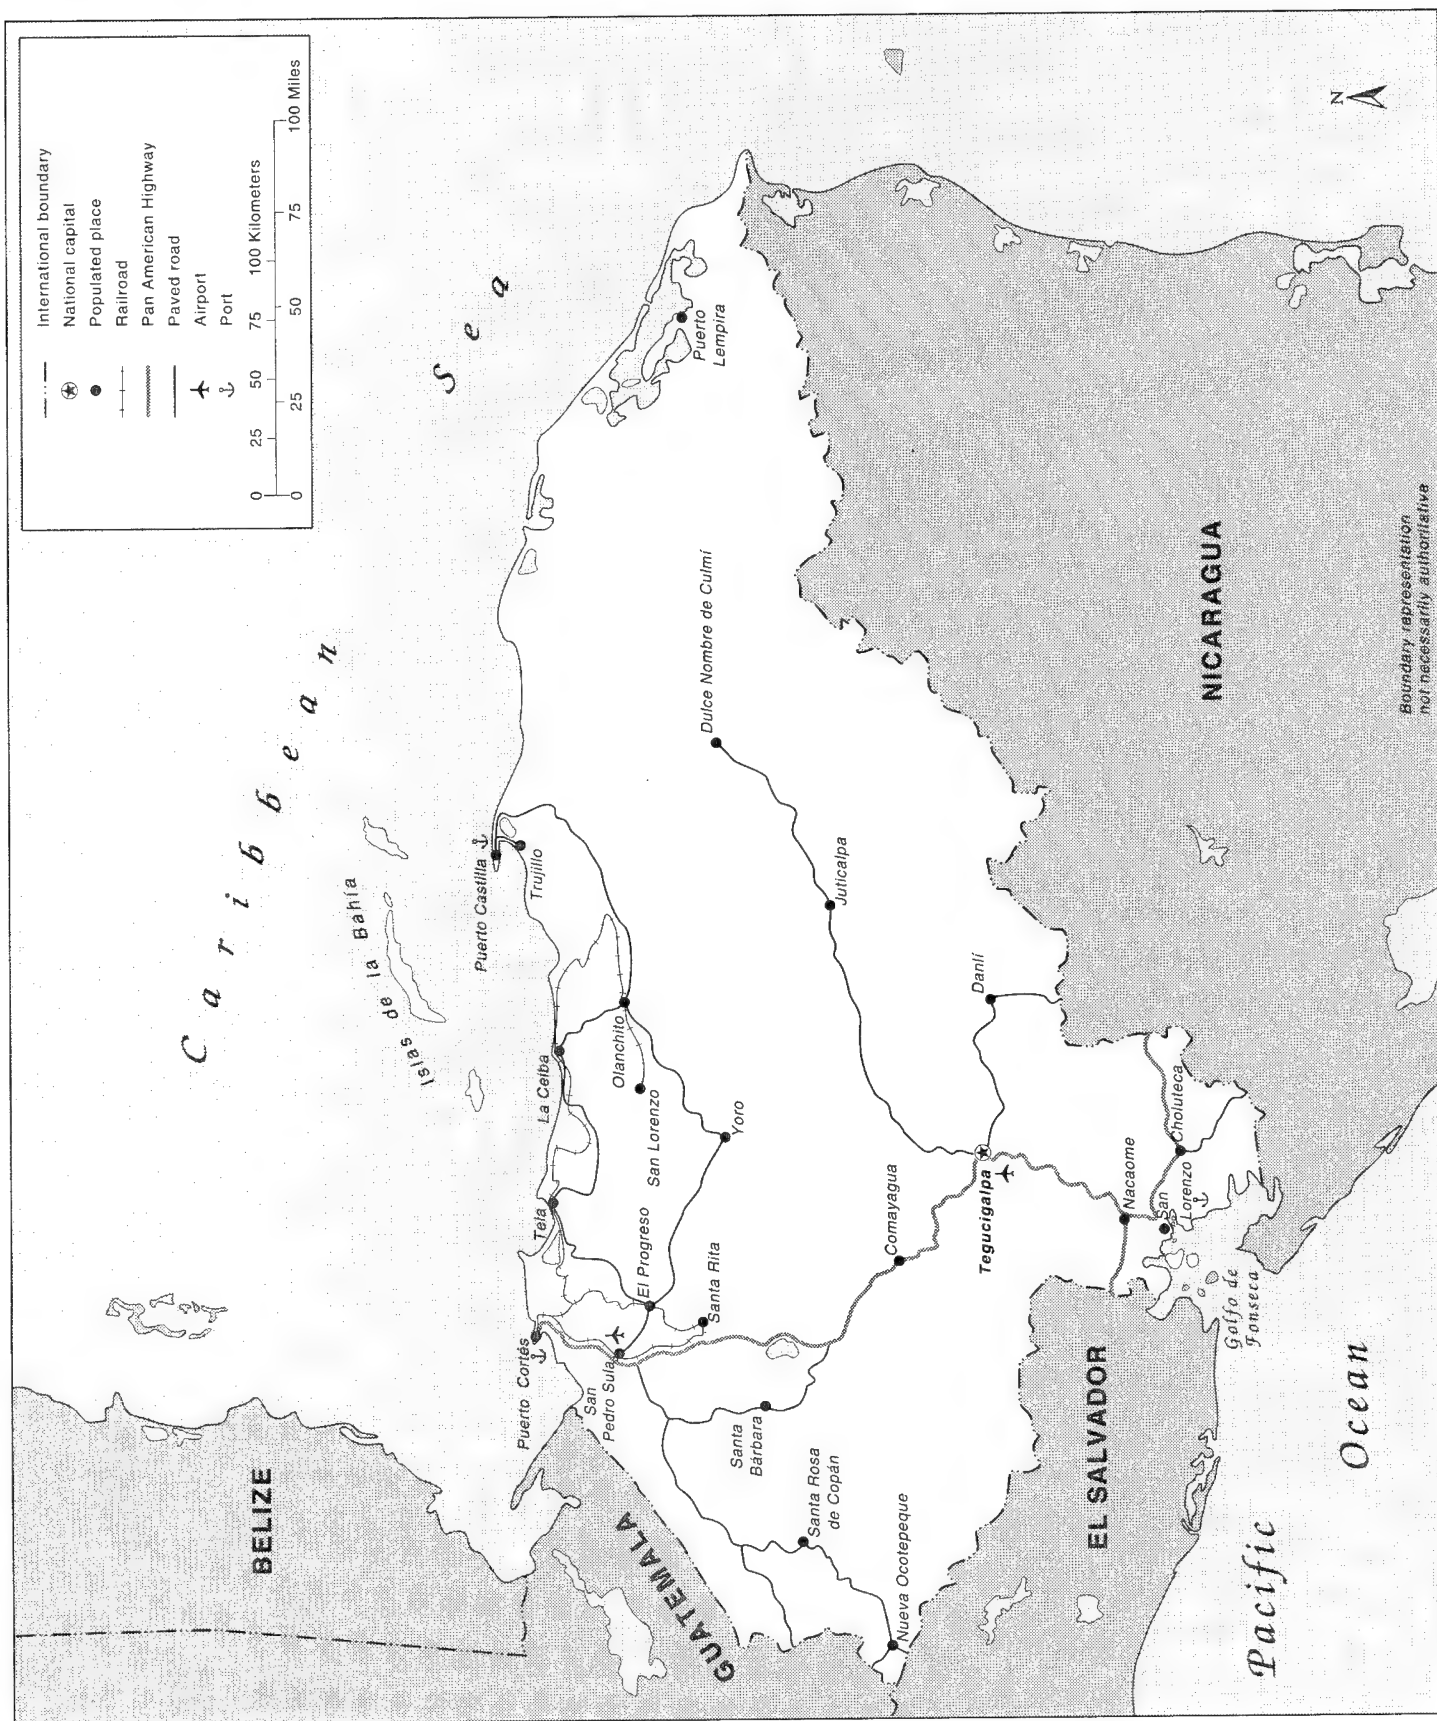 International boundary
National capital
Populated place
Railroad
Pan American Highway
Paved road
Airport
Port
0 25 50 75 100 Kilometers
0 25 50 75 100 Miles
N
Caribbean Sea
Islas de la Bahía
BELIZE
GUATEMALA
EL SALVADOR
NICARAGUA
Puerto Cortés
San
Pedro Sula
Tela
La Ceiba
Puerto Castilla
Trujillo
Olanchito
San Lorenzo
Yoro
El Progreso
Santa Rita
Puerto
Lempira
Dulce Nombre de Culmí
Juticalpa
Danlí
Santa
Bárbara
Santa Rosa
de Copán
Nueva Ocotepeque
Comayagua
Tegucigalpa
Nacaome
San
Lorenzo
Choluteca
Golfo de
Fonseca
Pacific Ocean
Boundary representation
not necessarily authoritative